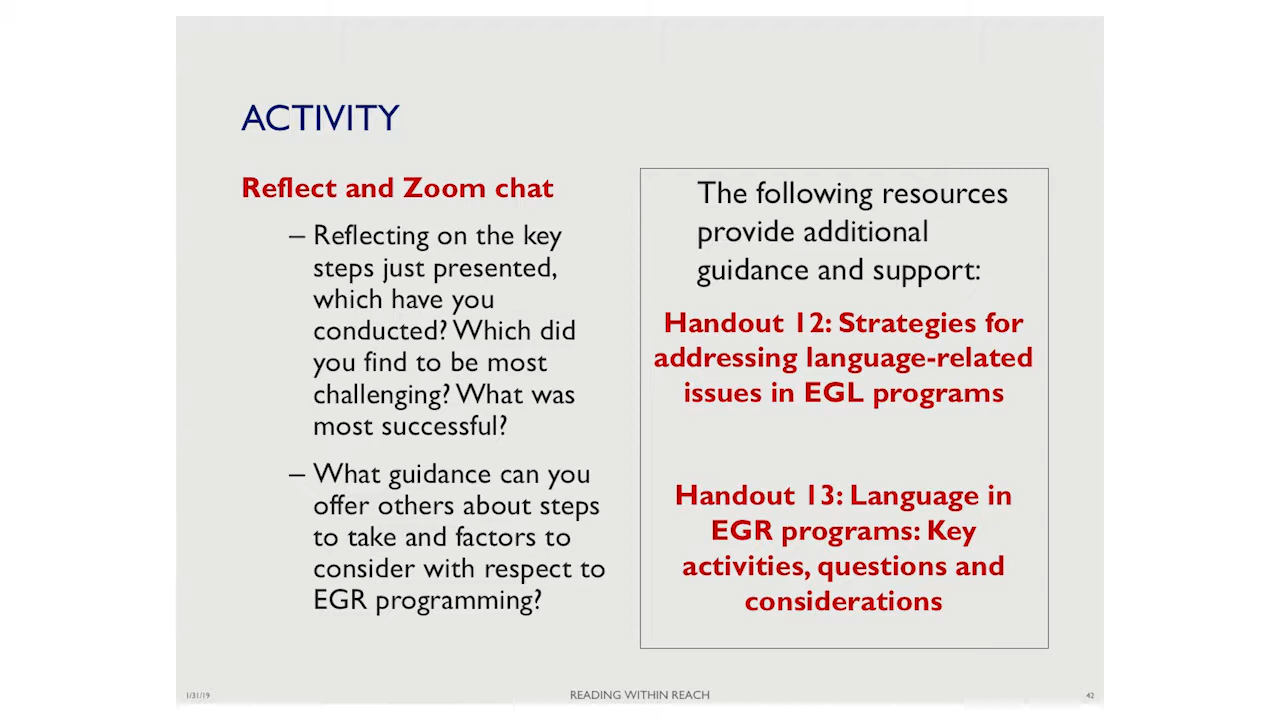 ACTIVITY
Reflect and Zoom chat
– Reflecting on the key
steps just presented,
which have you
conducted? Which did
you find to be most
challenging? What was
most successful?
– What guidance can you
offer others about steps
to take and factors to
consider with respect to
EGR programming?
The following resources
provide additional
guidance and support:
Handout 12: Strategies for
addressing language-related
issues in EGL programs
Handout 13: Language in
EGR programs: Key
activities, questions and
considerations
1/31/19
READING WITHIN REACH
42